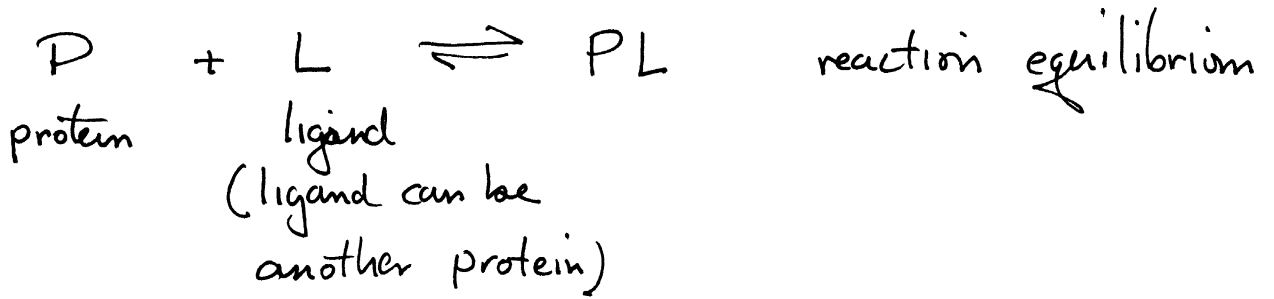 P + L ⇌ PL reaction equilibrium
protein ligand
(ligand can be
another protein)